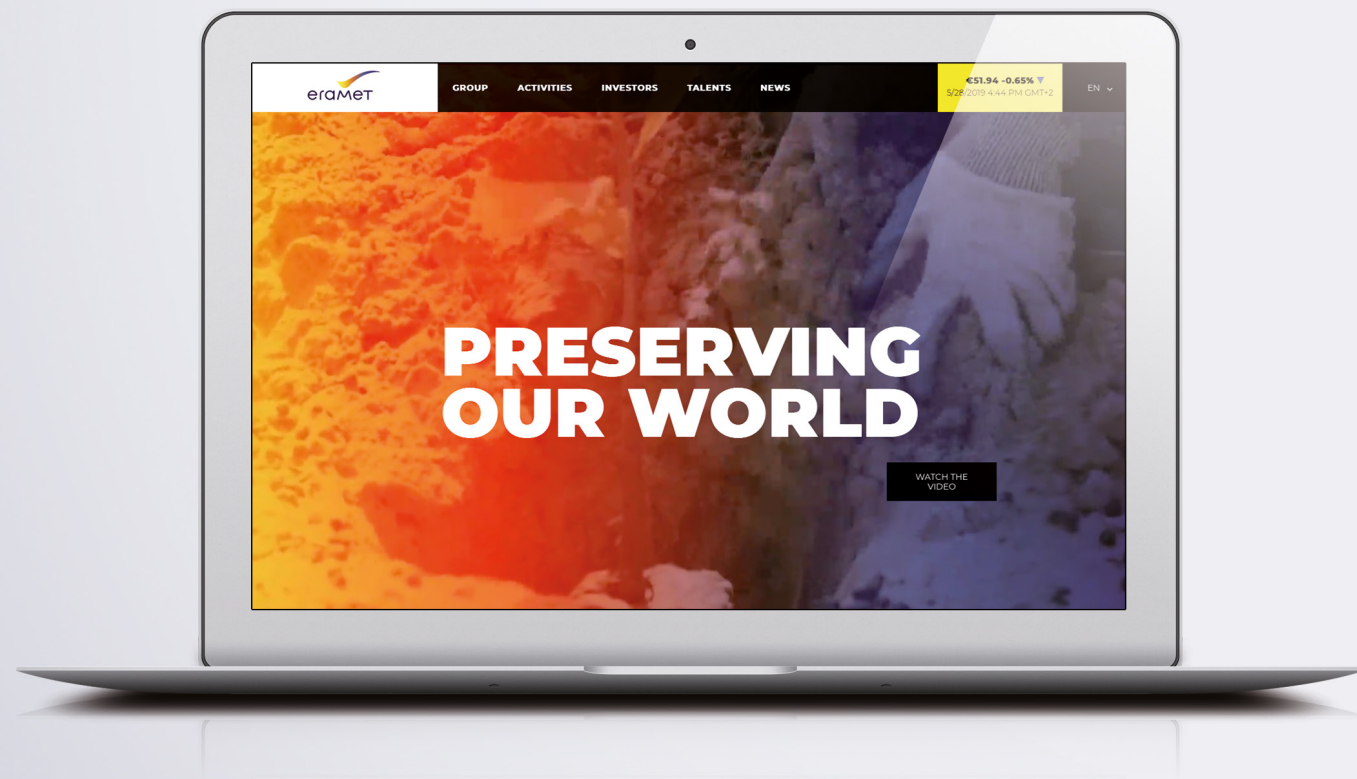 eramet
GROUP ACTIVITIES INVESTORS TALENTS NEWS
€51.94 -0.65% ▼
5/28/2019 4:44 PM GMT+2
EN
PRESERVING
OUR WORLD
WATCH THE
VIDEO